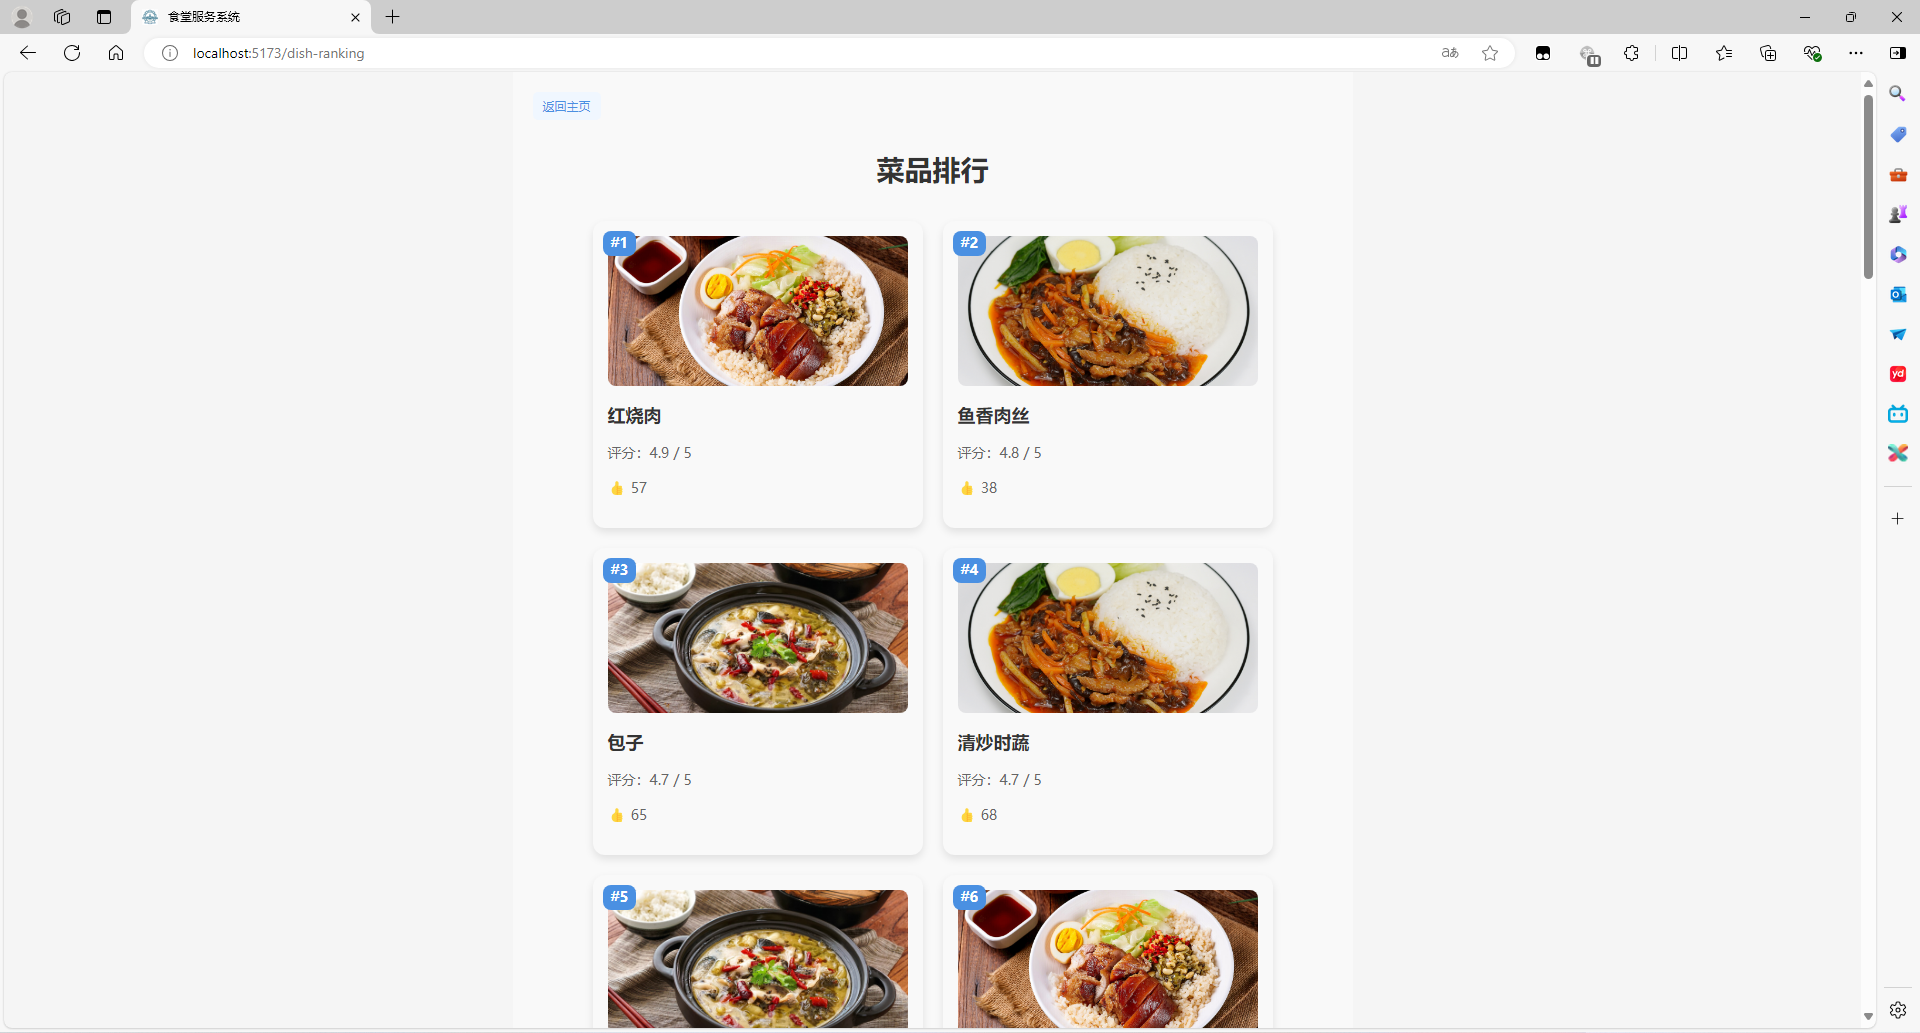 食堂服务系统
localhost:5173/dish-ranking
aあ
返回主页
菜品排行
#1
红烧肉
评分：4.9 / 5
👍 57
#2
鱼香肉丝
评分：4.8 / 5
👍 38
#3
包子
评分：4.7 / 5
👍 65
#4
清炒时蔬
评分：4.7 / 5
👍 68
#5
#6
yd